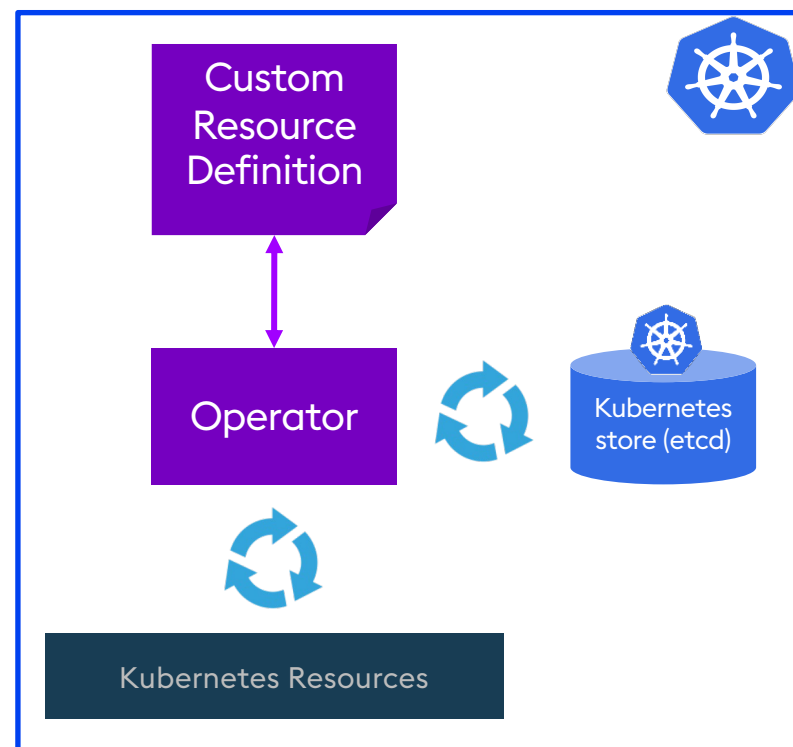 Custom
Resource
Definition
Operator
Kubernetes
store (etcd)
Kubernetes Resources